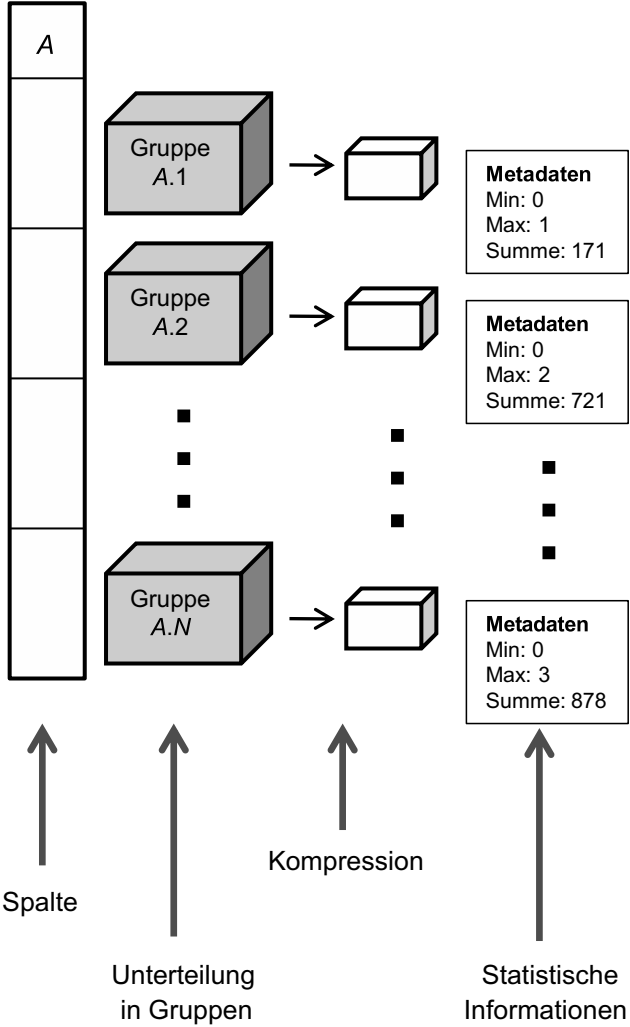 A
Gruppe
A.1
Metadaten
Min: 0
Max: 1
Summe: 171
Gruppe
A.2
Metadaten
Min: 0
Max: 2
Summe: 721
Gruppe
A.N
Metadaten
Min: 0
Max: 3
Summe: 878
Kompression
Spalte
Unterteilung
in Gruppen
Statistische
Informationen